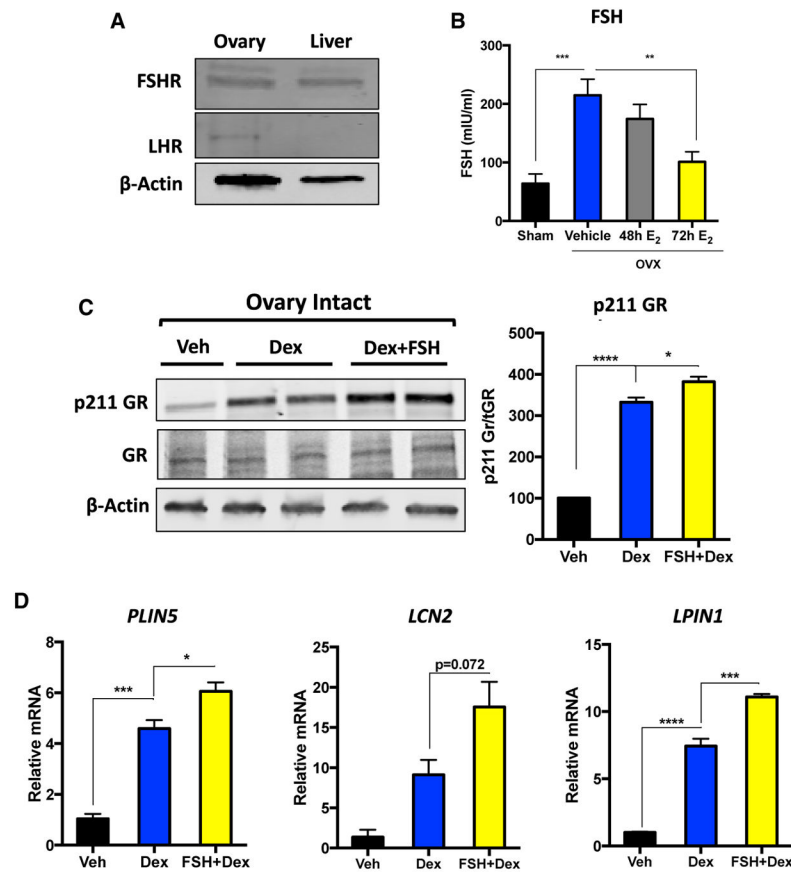 A
Ovary Liver
FSHR
LHR
β-Actin
B
FSH
FSH (mIU/ml)
300
200
100
0
***
**
Sham Vehicle 48h E₂ 72h E₂
OVX
C
Ovary Intact
Veh Dex Dex+FSH
p211 GR
GR
β-Actin
p211 GR
p211 Gr/tGR
500
400
300
200
100
0
****
*
Veh Dex FSH+Dex
D
PLIN5
Relative mRNA
8
6
4
2
0
***
*
Veh Dex FSH+Dex
LCN2
Relative mRNA
25
20
15
10
5
0
p=0.072
Veh Dex FSH+Dex
LPIN1
Relative mRNA
15
10
5
0
****
***
Veh Dex FSH+Dex